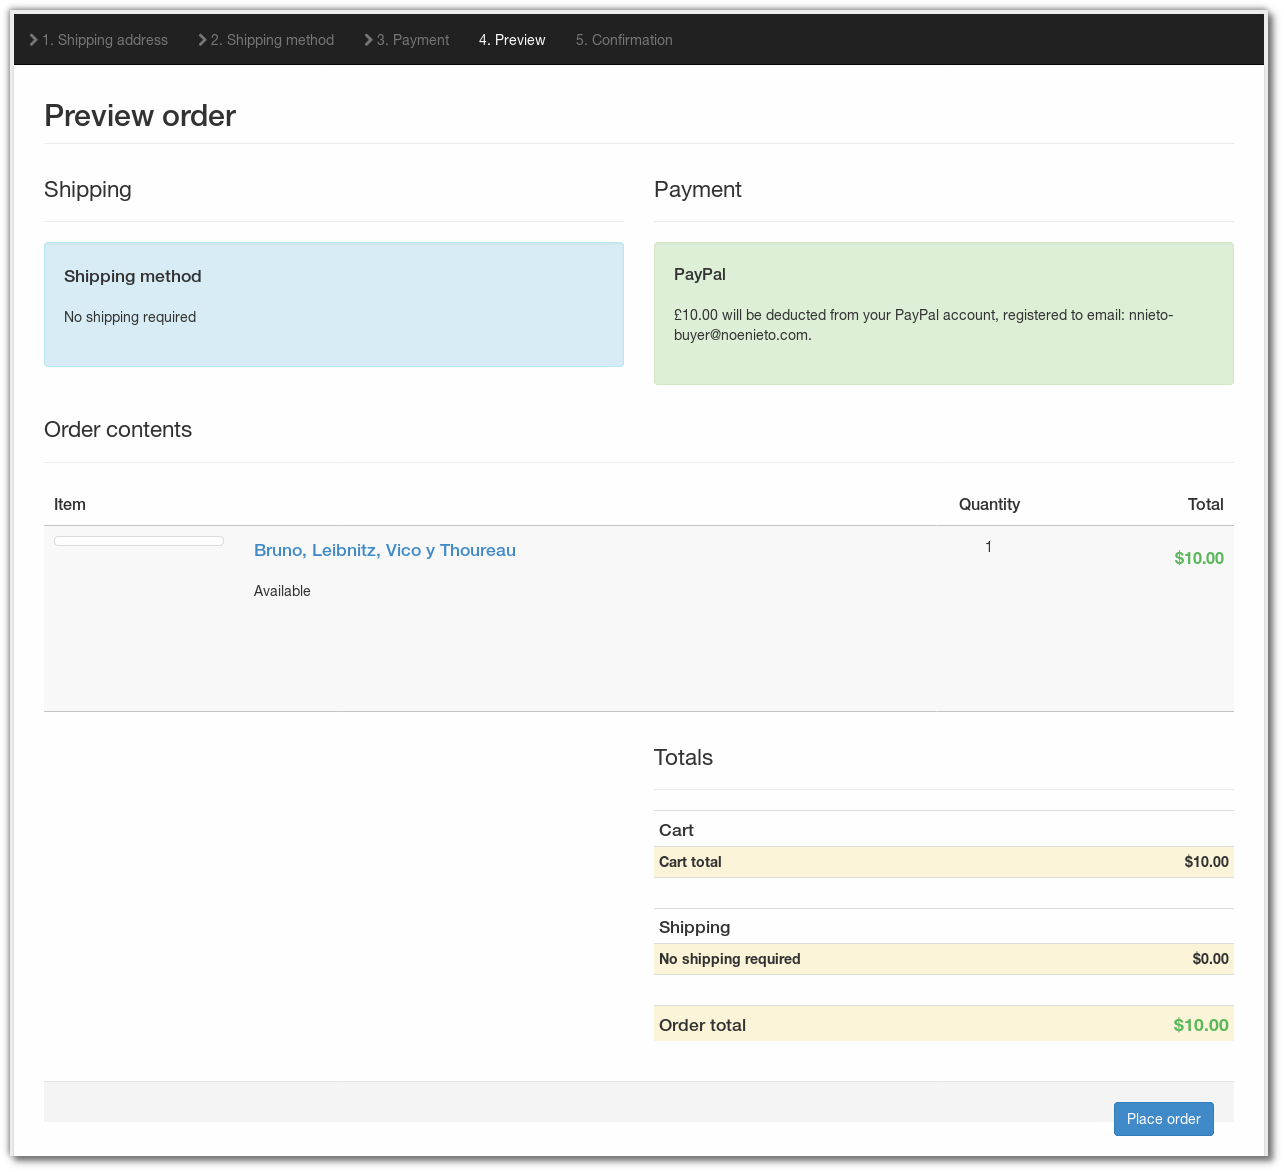 1. Shipping address 2. Shipping method 3. Payment 4. Preview 5. Confirmation
Preview order
Shipping
Shipping method
No shipping required
Payment
PayPal
£10.00 will be deducted from your PayPal account, registered to email: nnieto-
buyer@noenieto.com.
Order contents
Item Quantity Total
Bruno, Leibnitz, Vico y Thoureau 1 $10.00
Available
Totals
Cart
Cart total $10.00
Shipping
No shipping required $0.00
Order total $10.00
Place order